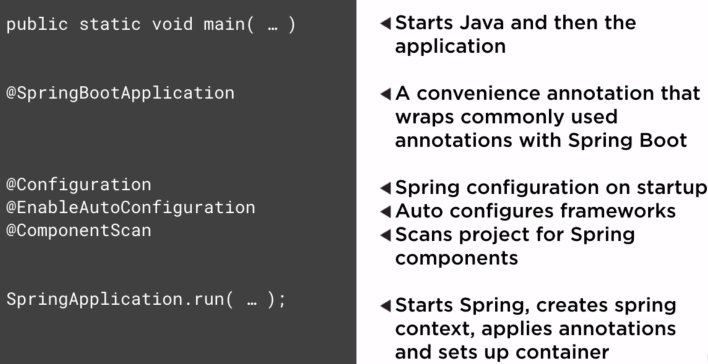 public static void main( … )
◀Starts Java and then the
application
@SpringBootApplication
◀A convenience annotation that
wraps commonly used
annotations with Spring Boot
@Configuration
◀Spring configuration on startup
@EnableAutoConfiguration
◀Auto configures frameworks
@ComponentScan
◀Scans project for Spring
components
SpringApplication.run( … );
◀Starts Spring, creates spring
context, applies annotations
and sets up container